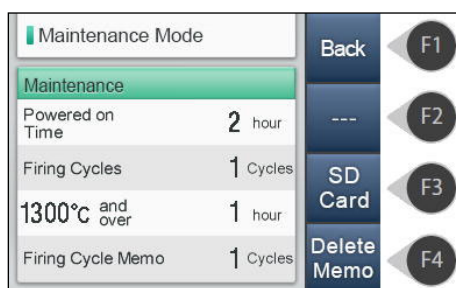 Maintenance Mode
Maintenance
Powered on
Time
2 hour
Firing Cycles
1 Cycles
1300°c and
over
1 hour
Firing Cycle Memo
1 Cycles
Back
F1
---
F2
SD
Card
F3
Delete
Memo
F4